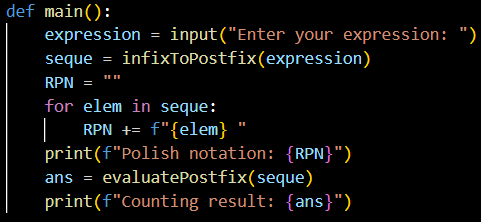 def main():
    expression = input("Enter your expression: ")
    seque = infixToPostfix(expression)
    RPN = ""
    for elem in seque:
        RPN += f"{elem} "
    print(f"Polish notation: {RPN}")
    ans = evaluatePostfix(seque)
    print(f"Counting result: {ans}")